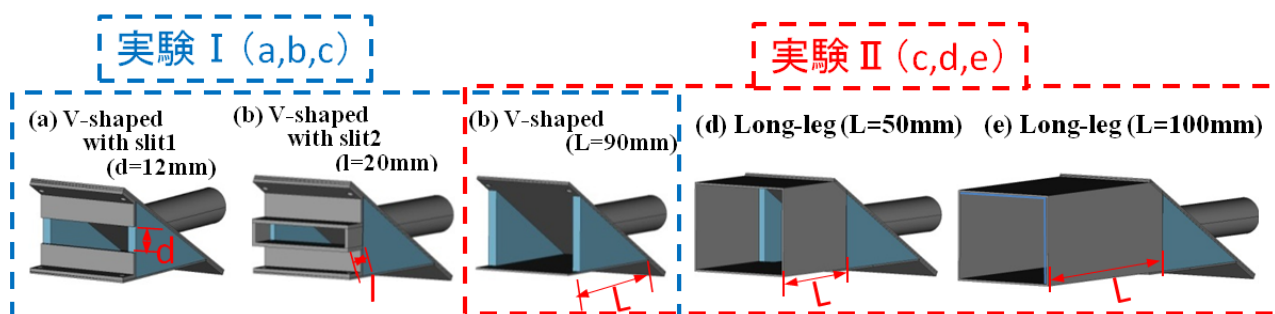 実験Ⅰ(a,b,c)
実験Ⅱ(c,d,e)
(a) V-shaped
with slit1
(d=12mm)
(b) V-shaped
with slit2
(l=20mm)
(b) V-shaped
(L=90mm)
(d) Long-leg (L=50mm)
(e) Long-leg (L=100mm)
d
l
L
L
L